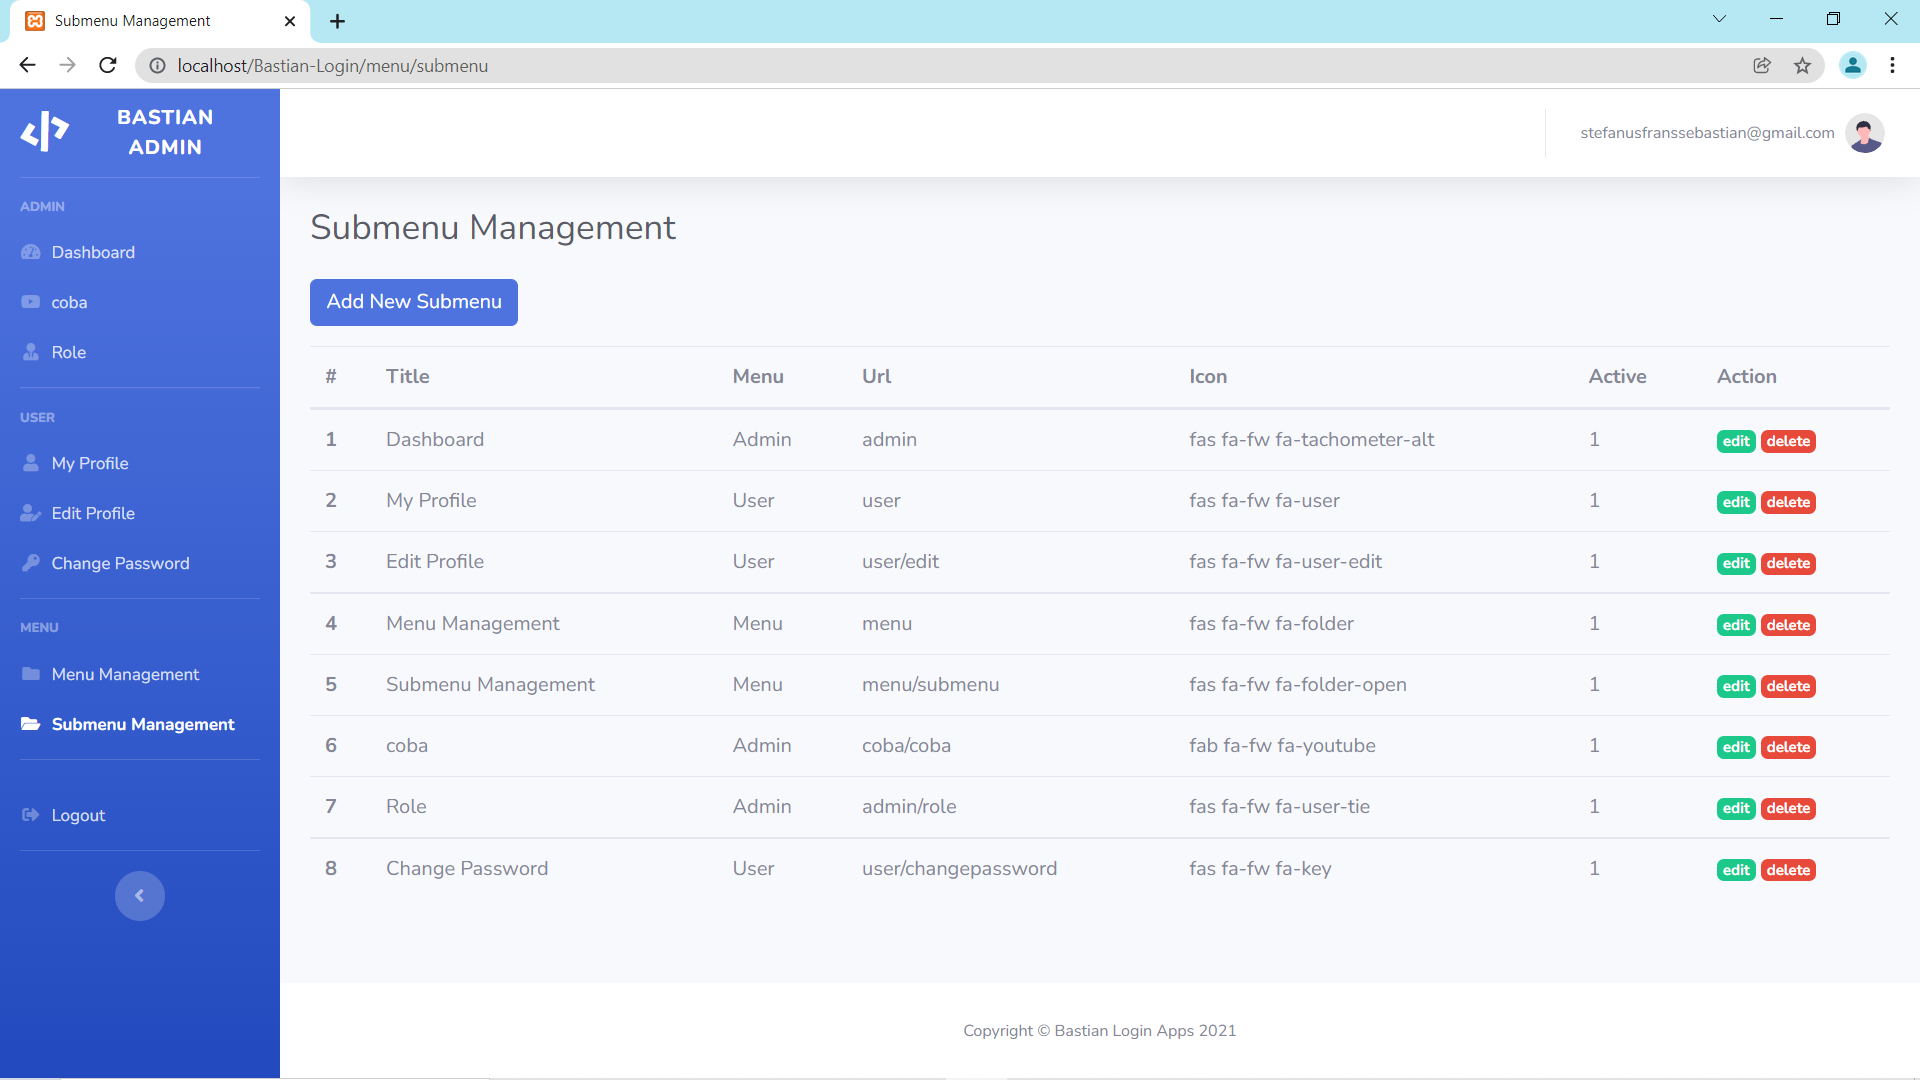 Submenu Management
localhost/Bastian-Login/menu/submenu
BASTIAN
ADMIN
stefanusfranssebastian@gmail.com
ADMIN
Dashboard
coba
Role
USER
My Profile
Edit Profile
Change Password
MENU
Menu Management
Submenu Management
Logout
Submenu Management
Add New Submenu
# Title Menu Url Icon Active Action
1 Dashboard Admin admin fas fa-fw fa-tachometer-alt 1 edit delete
2 My Profile User user fas fa-fw fa-user 1 edit delete
3 Edit Profile User user/edit fas fa-fw fa-user-edit 1 edit delete
4 Menu Management Menu menu fas fa-fw fa-folder 1 edit delete
5 Submenu Management Menu menu/submenu fas fa-fw fa-folder-open 1 edit delete
6 coba Admin coba/coba fab fa-fw fa-youtube 1 edit delete
7 Role Admin admin/role fas fa-fw fa-user-tie 1 edit delete
8 Change Password User user/changepassword fas fa-fw fa-key 1 edit delete
Copyright © Bastian Login Apps 2021